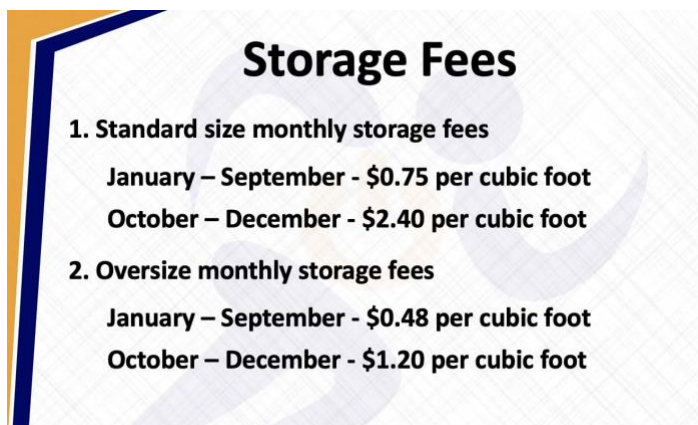 Storage Fees
1. Standard size monthly storage fees
January – September - $0.75 per cubic foot
October – December - $2.40 per cubic foot
2. Oversize monthly storage fees
January – September - $0.48 per cubic foot
October – December - $1.20 per cubic foot